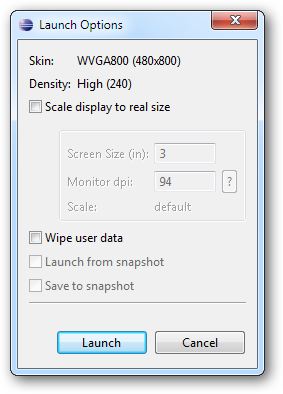 Launch Options
Skin: WVGA800 (480x800)
Density: High (240)
Scale display to real size
Screen Size (in): 3
Monitor dpi: 94 ?
Scale: default
Wipe user data
Launch from snapshot
Save to snapshot
Launch Cancel